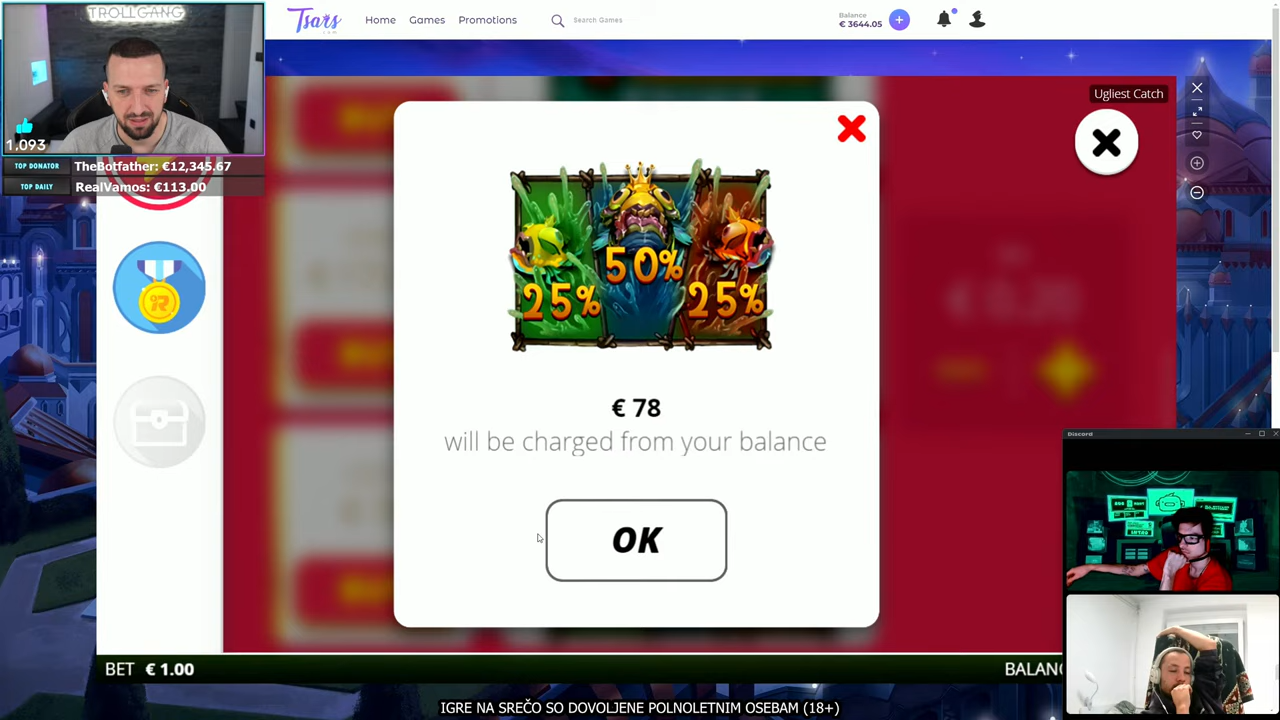 TROLLGANG
1,093
TOP DONATOR TheBotfather: €12,345.67
TOP DAILY RealVamos: €113.00
Tsars
.com
Home Games Promotions
Search Games
Balance
€ 3644.05
Ugliest Catch
25% 50% 25%
€ 78
will be charged from your balance
OK
BET € 1.00
BALANC
Discord
IGRE NA SREČO SO DOVOLJENE POLNOLETNIM OSEBAM (18+)